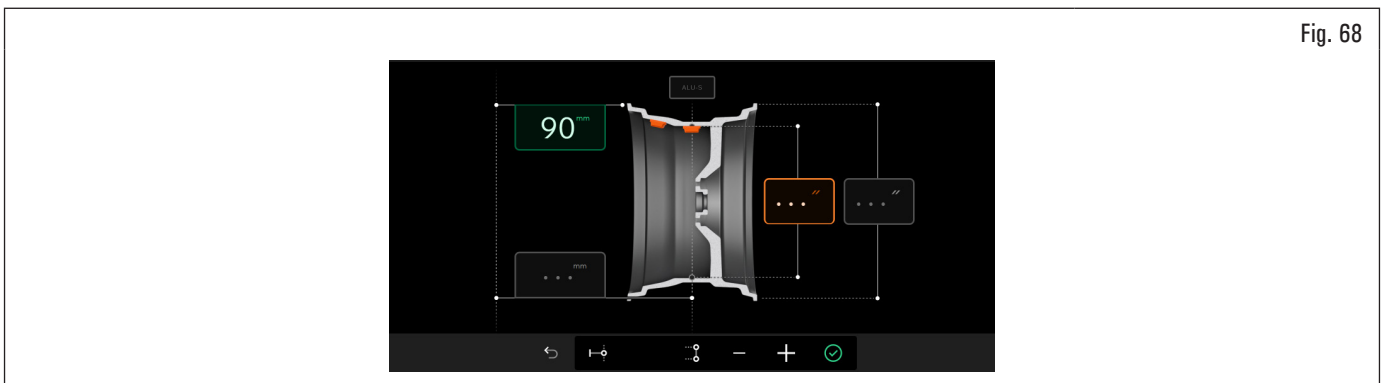 Fig. 68
ALU-S
90 mm
. . . "
. . . "
. . . mm